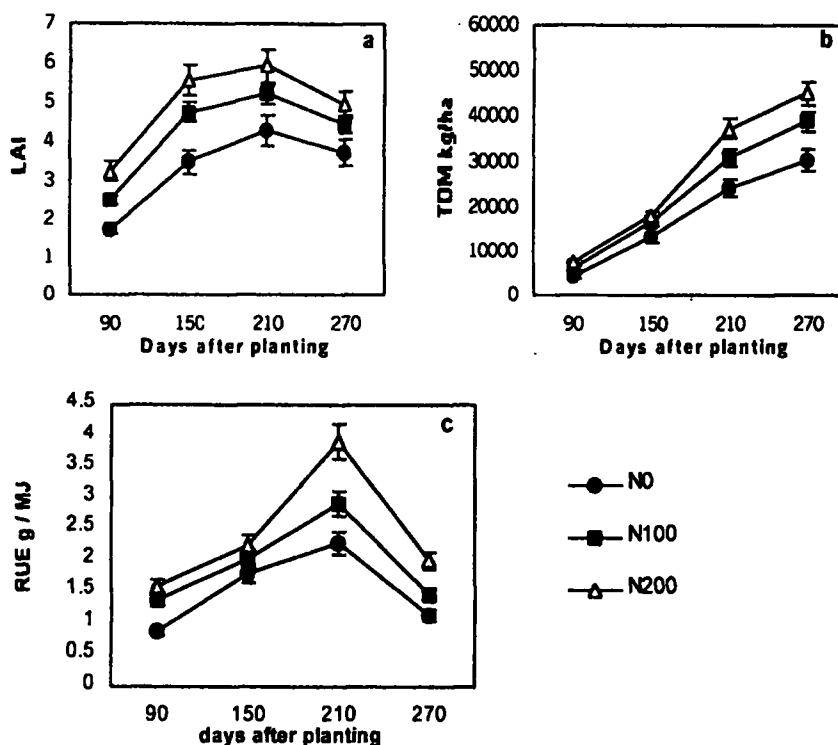 a
7
6
5
4
3
2
1
0
LAI
90 150 210 270
Days after planting
b
60000
50000
40000
30000
20000
10000
0
TDM kg/ha
90 150 210 270
Days after planting
c
4.5
4
3.5
3
2.5
2
1.5
1
0.5
0
RUE g / MJ
90 150 210 270
days after planting
N0
N100
N200